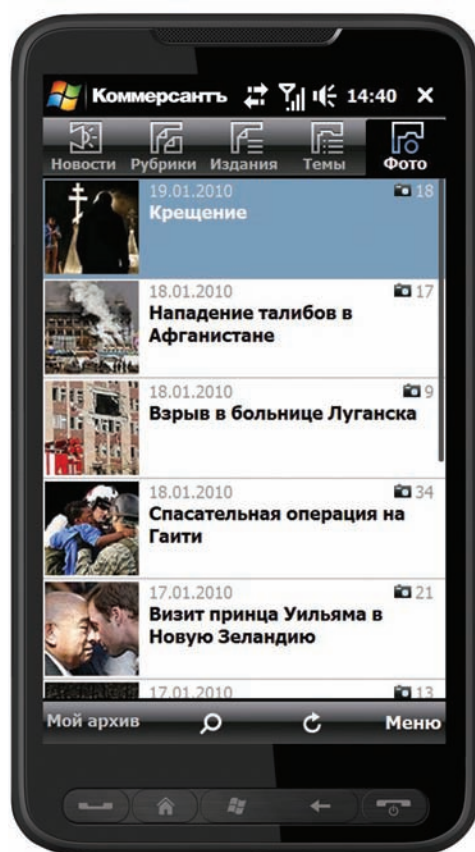 Коммерсантъ 14:40 ×
Новости Рубрики Издания Темы Фото
19.01.2010 18
Крещение
18.01.2010 17
Нападение талибов в
Афганистане
18.01.2010 9
Взрыв в больнице Луганска
18.01.2010 34
Спасательная операция на
Гаити
17.01.2010 21
Визит принца Уильяма в
Новую Зеландию
17.01.2010 13
Мой архив Меню